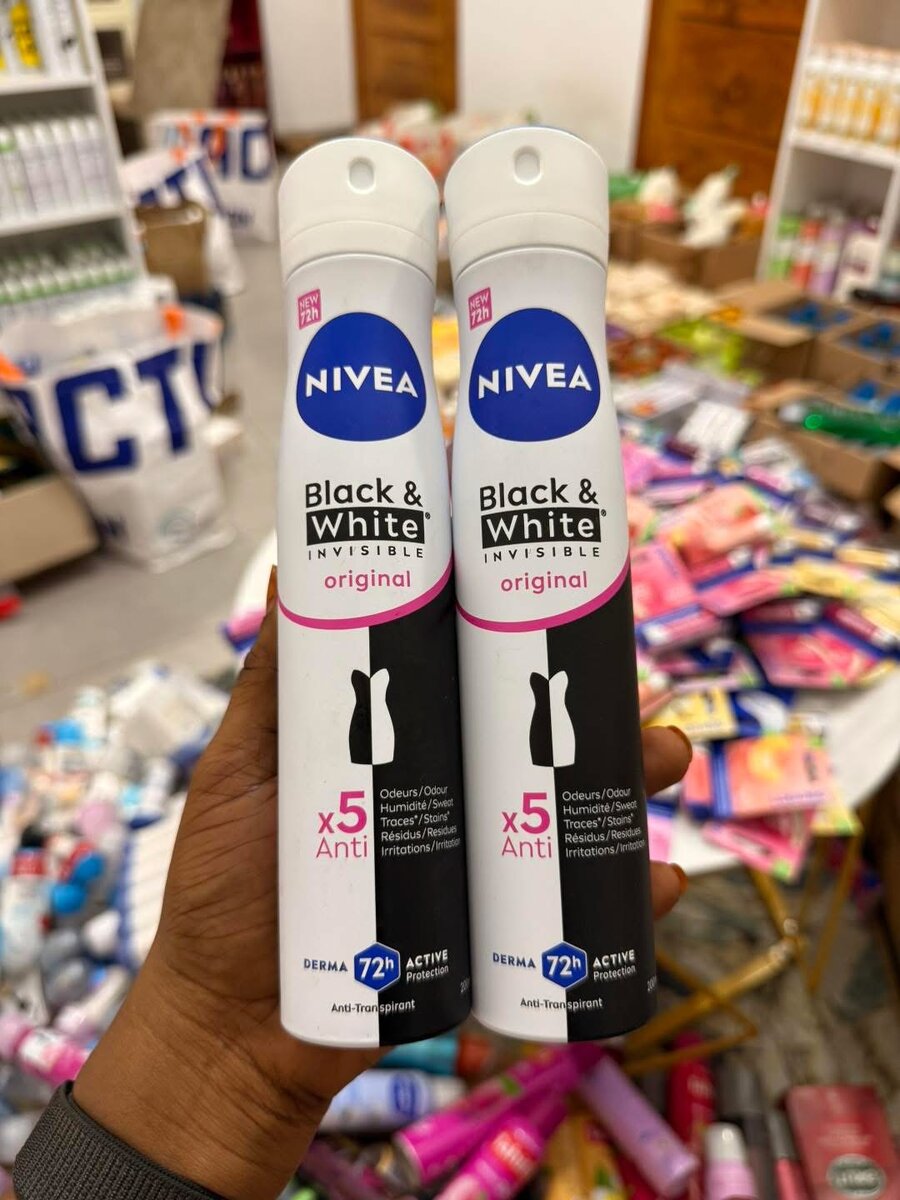 NEW
72h
NIVEA
Black &
White®
INVISIBLE
original
x5
Anti
Odeurs/Odour
Humidité/Sweat
Traces*/Stains*
Résidus/Residues
Irritations/Irritation
DERMA 72h ACTIVE
Protection
Anti-Transpirant
NEW
72h
NIVEA
Black &
White®
INVISIBLE
original
x5
Anti
Odeurs/Odour
Humidité/Sweat
Traces*/Stains*
Résidus/Residues
Irritations/Irritation
DERMA 72h ACTIVE
Protection
Anti-Transpirant
CTI